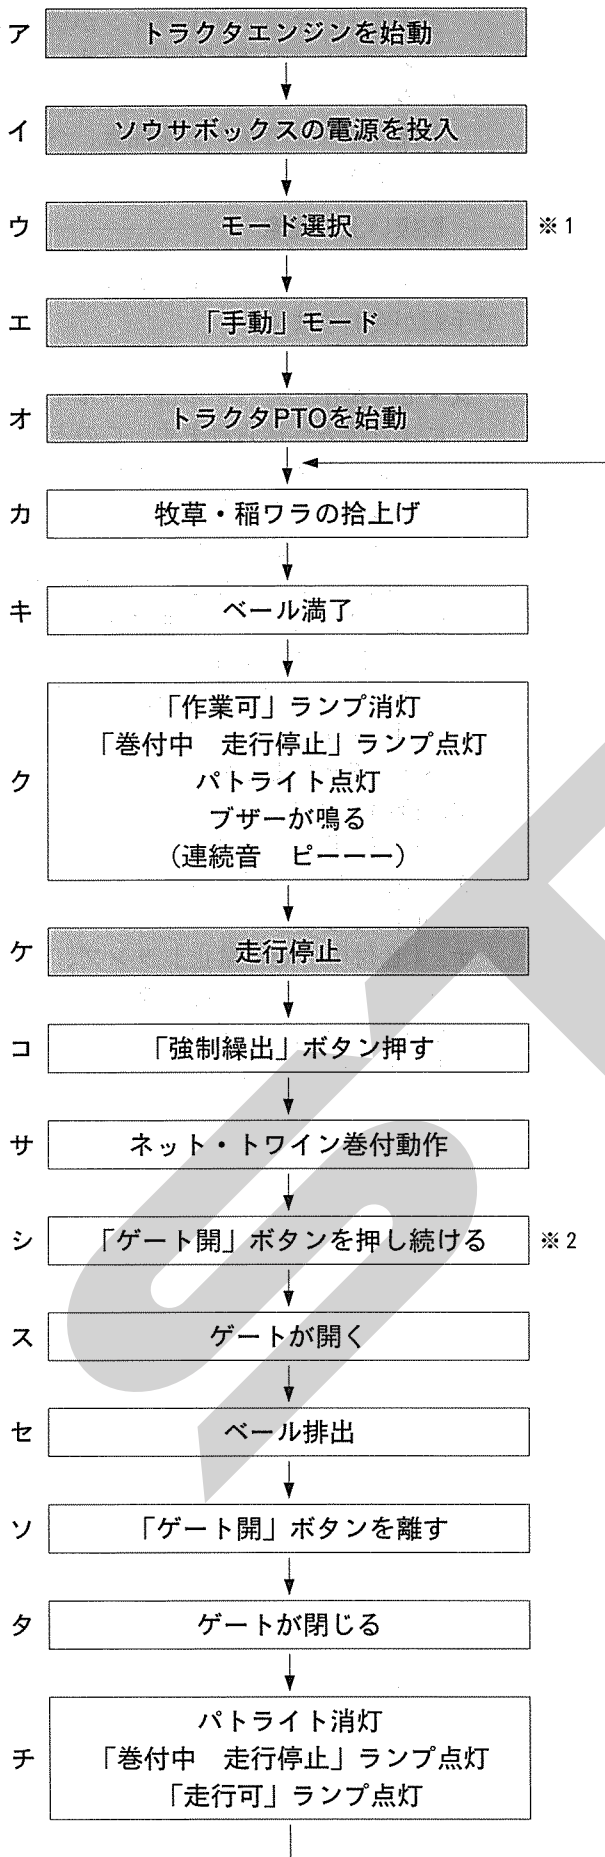 ア トラクタエンジンを始動
イ ソウサボックスの電源を投入
ウ モード選択 ※1
エ 「手動」モード
オ トラクタPTOを始動
カ 牧草・稲ワラの拾上げ
キ ベール満了
「作業可」ランプ消灯
「巻付中　走行停止」ランプ点灯
ク パトライト点灯
ブザーが鳴る
（連続音　ピーーー）
ケ 走行停止
コ 「強制繰出」ボタン押す
サ ネット・トワイン巻付動作
シ 「ゲート開」ボタンを押し続ける ※2
ス ゲートが開く
セ ベール排出
ソ 「ゲート開」ボタンを離す
タ ゲートが閉じる
パトライト消灯
チ 「巻付中　走行停止」ランプ点灯
「走行可」ランプ点灯